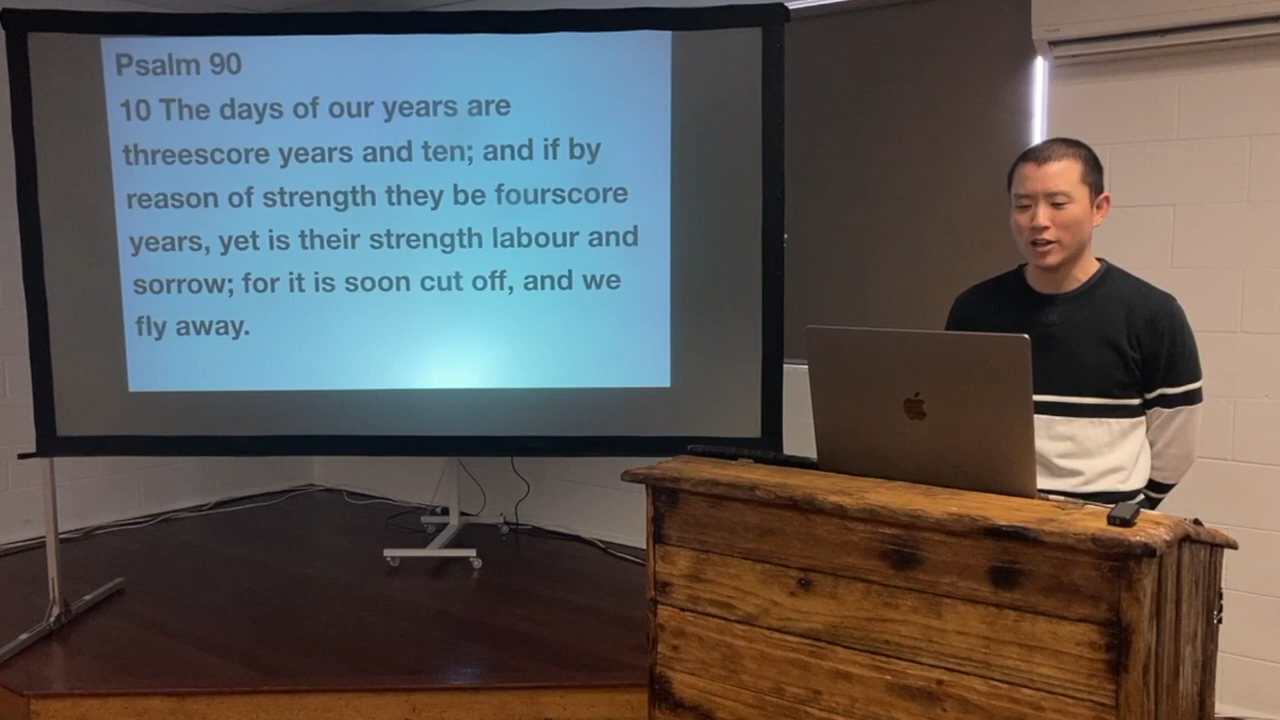 Psalm 90
10 The days of our years are
threescore years and ten; and if by
reason of strength they be fourscore
years, yet is their strength labour and
sorrow; for it is soon cut off, and we
fly away.